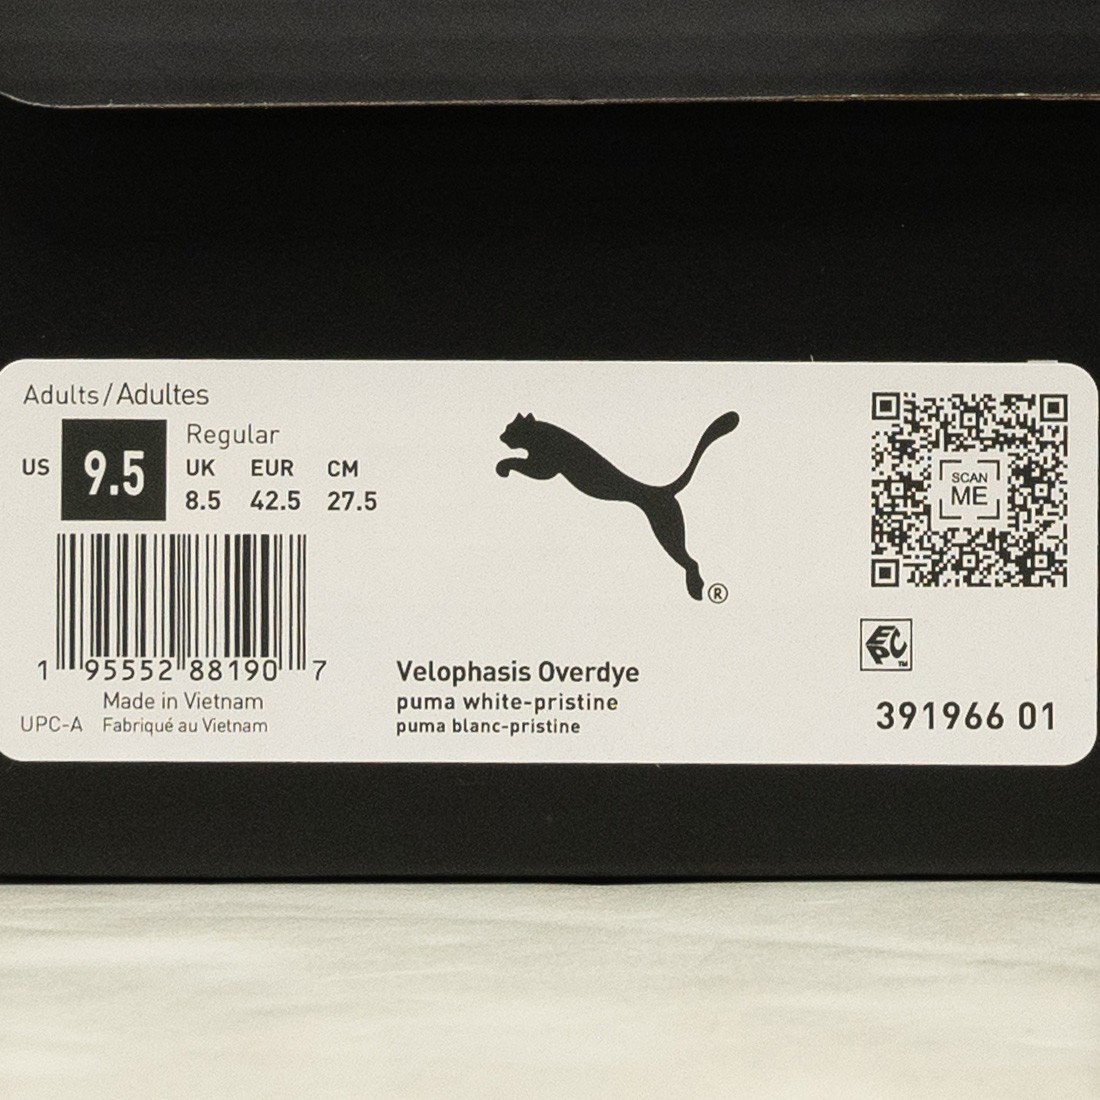 Adults/Adultes
US 9.5
Regular
UK EUR CM
8.5 42.5 27.5
1 95552 88190 7
Made in Vietnam
UPC-A Fabriqué au Vietnam
®
Velophasis Overdye
puma white-pristine
puma blanc-pristine
SCAN
ME
EPC
TM
391966 01